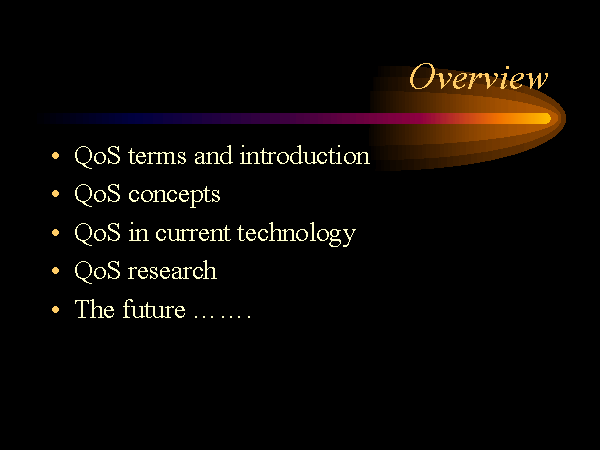 Overview
• QoS terms and introduction
• QoS concepts
• QoS in current technology
• QoS research
• The future …….